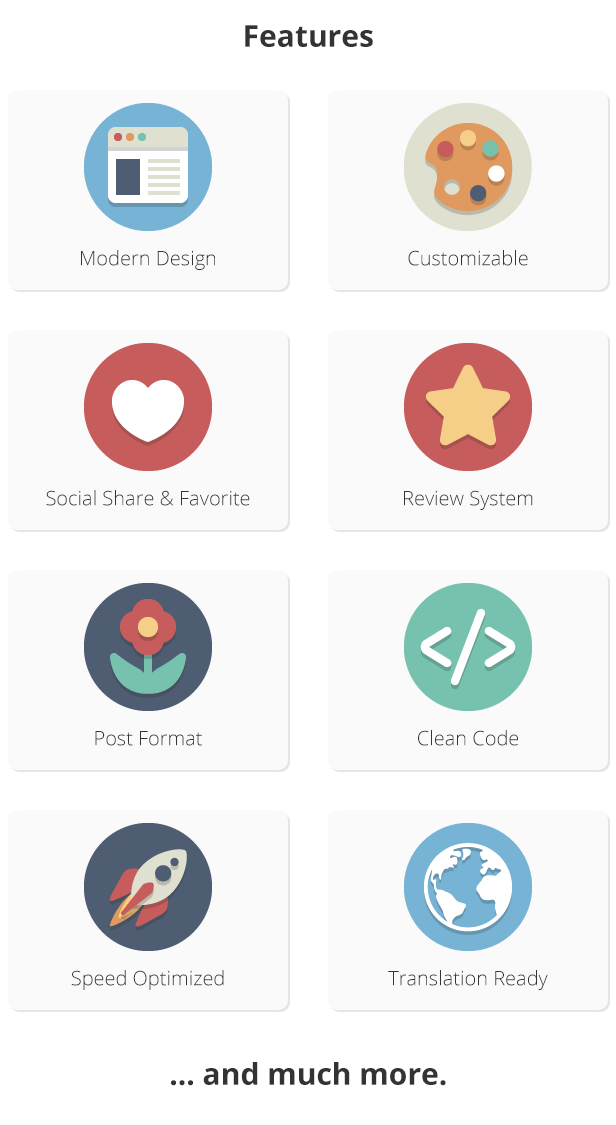 Features
Modern Design
Customizable
Social Share & Favorite
Review System
Post Format
Clean Code
Speed Optimized
Translation Ready
... and much more.